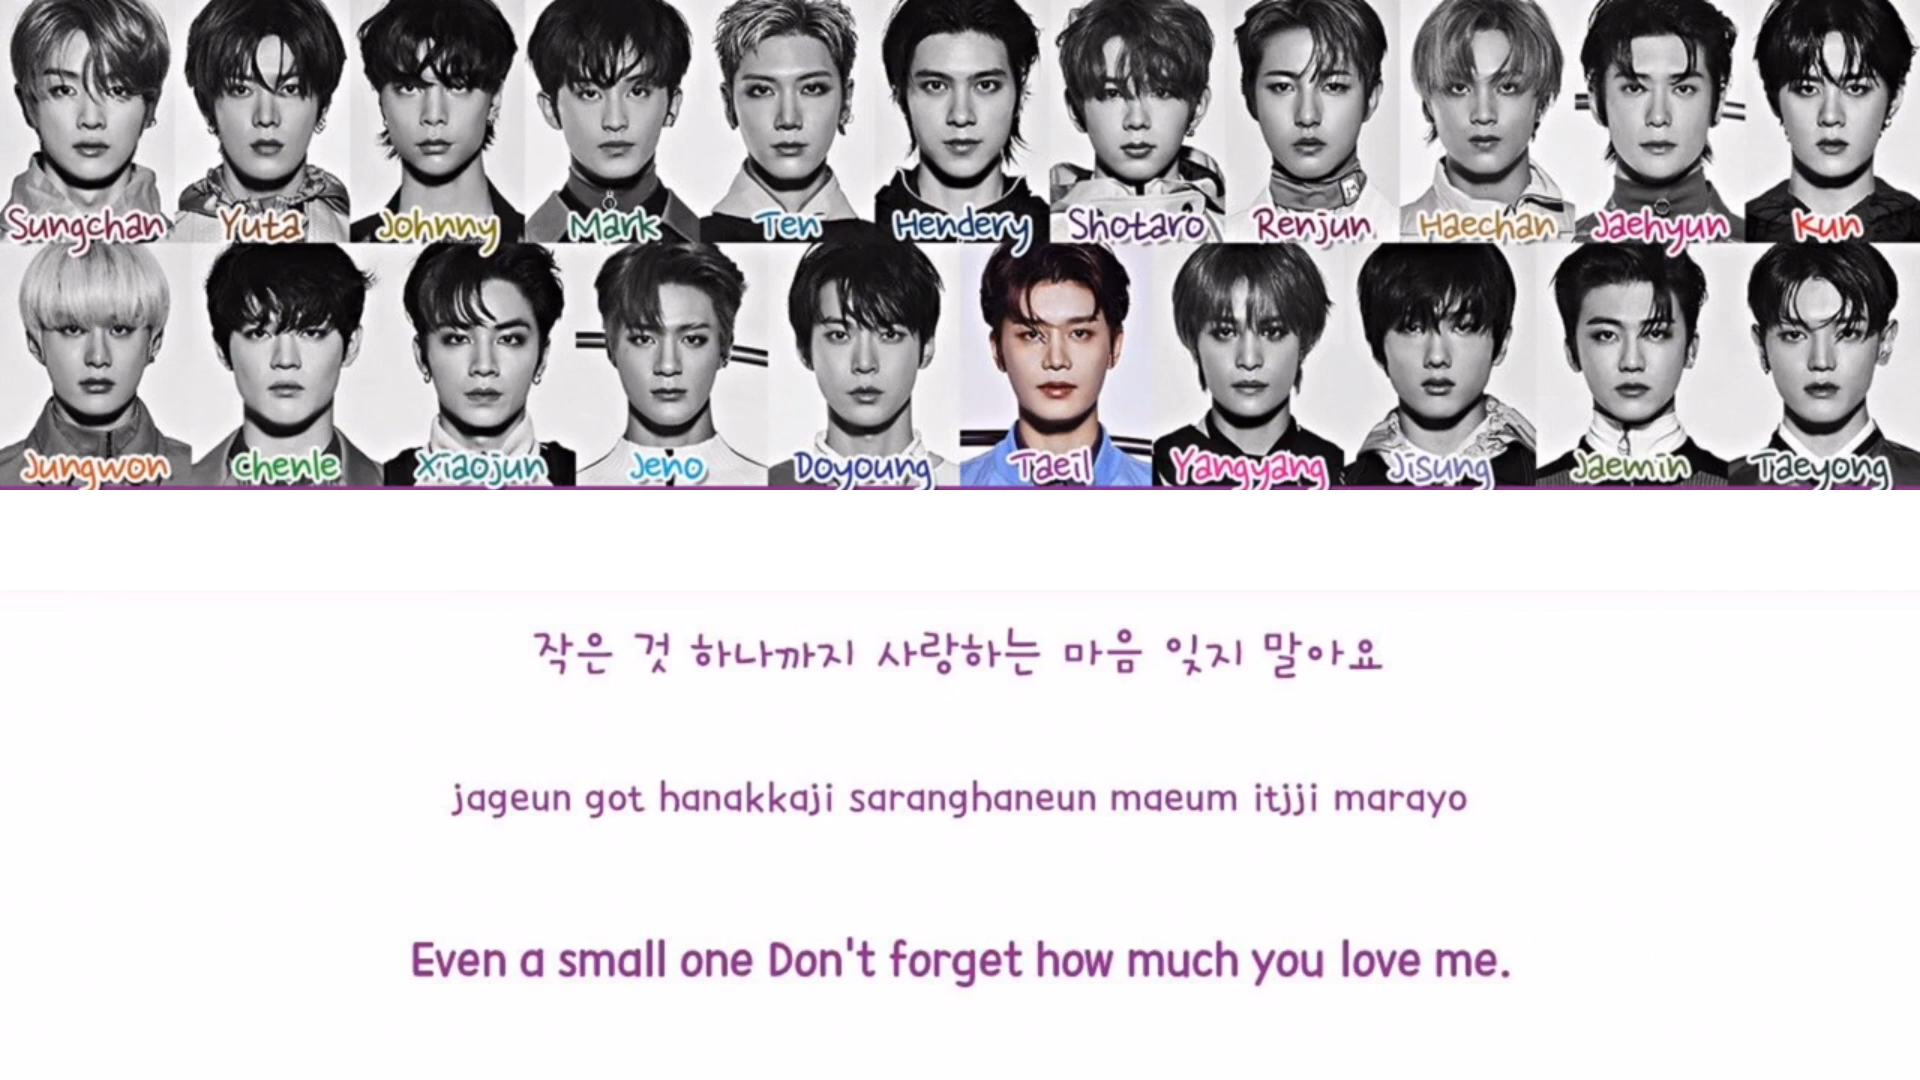 Sungchan Yuta Johnny Mark Ten Hendery Shotaro Renjun Haechan Jaehyun Kun
Jungwon Chenle Xiaojun Jeno Doyoung Taeil Yangyang Jisung Jaemin Taeyong
작은 것 하나까지 사랑하는 마음 잊지 말아요
jageun got hanakkaji saranghaneun maeum itjji marayo
Even a small one Don't forget how much you love me.